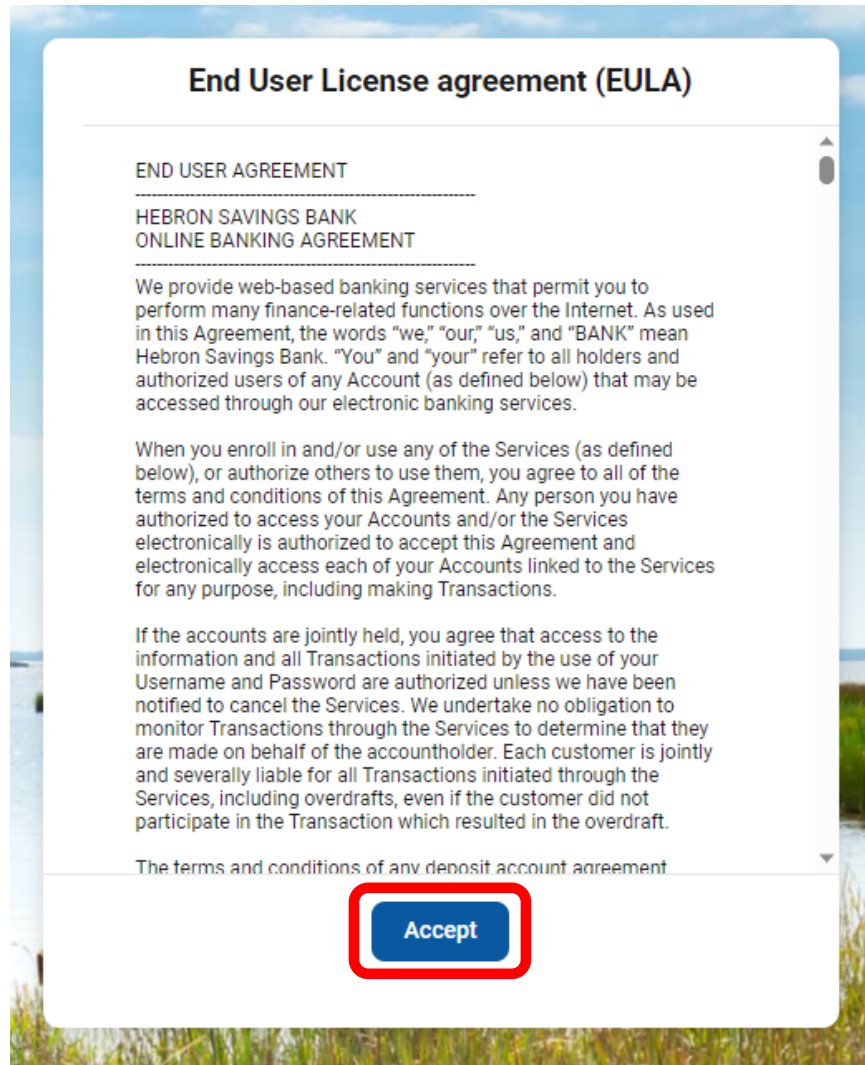 End User License agreement (EULA)
END USER AGREEMENT
---------------------------------------------------------------
HEBRON SAVINGS BANK
ONLINE BANKING AGREEMENT
---------------------------------------------------------------
We provide web-based banking services that permit you to
perform many finance-related functions over the Internet. As used
in this Agreement, the words “we,” “our,” “us,” and “BANK” mean
Hebron Savings Bank. “You” and “your” refer to all holders and
authorized users of any Account (as defined below) that may be
accessed through our electronic banking services.
When you enroll in and/or use any of the Services (as defined
below), or authorize others to use them, you agree to all of the
terms and conditions of this Agreement. Any person you have
authorized to access your Accounts and/or the Services
electronically is authorized to accept this Agreement and
electronically access each of your Accounts linked to the Services
for any purpose, including making Transactions.
If the accounts are jointly held, you agree that access to the
information and all Transactions initiated by the use of your
Username and Password are authorized unless we have been
notified to cancel the Services. We undertake no obligation to
monitor Transactions through the Services to determine that they
are made on behalf of the accountholder. Each customer is jointly
and severally liable for all Transactions initiated through the
Services, including overdrafts, even if the customer did not
participate in the Transaction which resulted in the overdraft.
The terms and conditions of any deposit account agreement
Accept